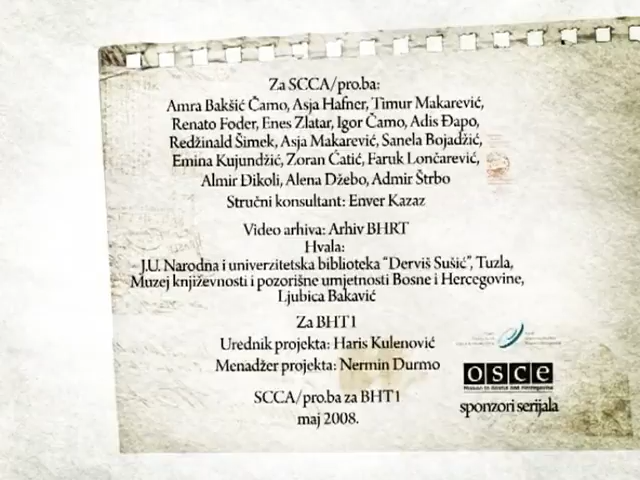 Za SCCA/pro.ba:
Amra Bakšić Čamo, Asja Hafner, Timur Makarević,
Renato Foder, Enes Zlatar, Igor Čamo, Adis Đapo,
Redžinald Šimek, Asja Makarević, Sanela Bojadžić,
Emina Kujundžić, Zoran Ćatić, Faruk Lončarević,
Almir Đikoli, Alena Džebo, Admir Štrbo
Stručni konsultant: Enver Kazaz
Video arhiva: Arhiv BHRT
Hvala:
J.U. Narodna i univerzitetska biblioteka "Derviš Sušić", Tuzla,
Muzej književnosti i pozorišne umjetnosti Bosne i Hercegovine,
Ljubica Bakavić
Za BHT1
Urednik projekta: Haris Kulenović
Menadžer projekta: Nermin Durmo
osce
sponzori serijala
SCCA/pro.ba za BHT1
maj 2008.